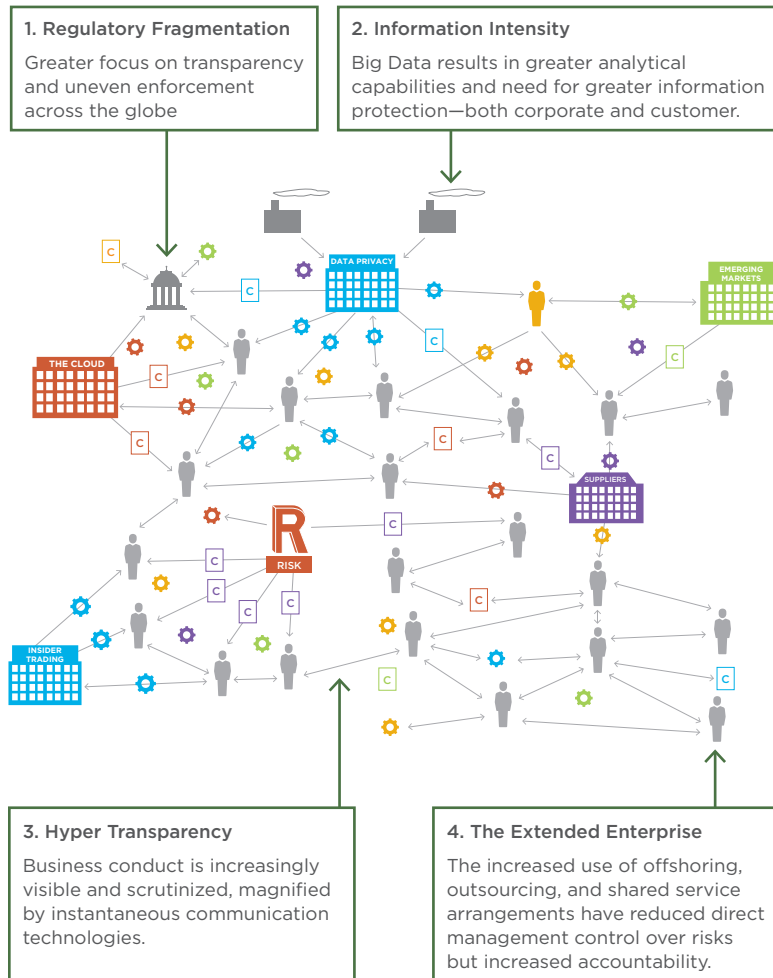 1. Regulatory Fragmentation
Greater focus on transparency
and uneven enforcement
across the globe
2. Information Intensity
Big Data results in greater analytical
capabilities and need for greater information
protection—both corporate and customer.
C
DATA PRIVACY
C
EMERGING
MARKETS
THE CLOUD
C
C
C
C
C
C
SUPPLIERS
R
RISK
C
C
C
C
C
C
INSIDER
TRADING
C
C
3. Hyper Transparency
Business conduct is increasingly
visible and scrutinized, magnified
by instantaneous communication
technologies.
4. The Extended Enterprise
The increased use of offshoring,
outsourcing, and shared service
arrangements have reduced direct
management control over risks
but increased accountability.